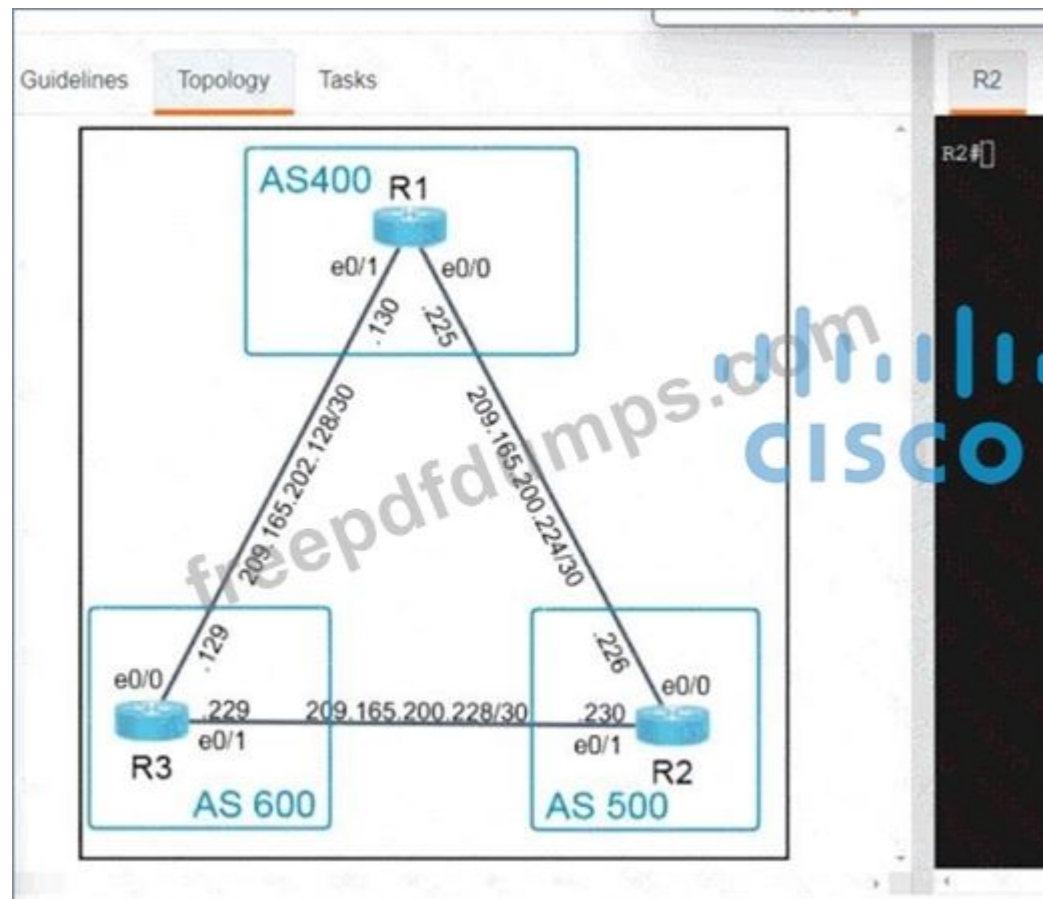 Guidelines Topology Tasks
R2
R2#
AS400 R1
e0/1 e0/0
.130 .225
209.165.202.128/30
209.165.200.224/30
freepdfdumps.com
CISCO
.129 .226
e0/0 e0/0
.229 209.165.200.228/30 .230
e0/1 e0/1
R3 R2
AS 600 AS 500